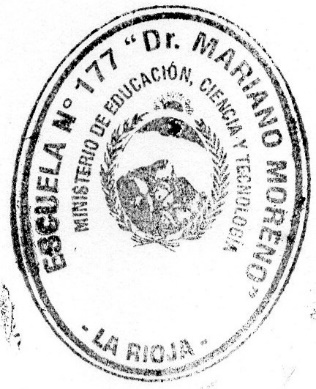 ESCUELA N° 177 “Dr. MARIANO MORENO”
MINISTERIO DE EDUCACIÓN, CIENCIA Y TECNOLOGÍA
- LA RIOJA -